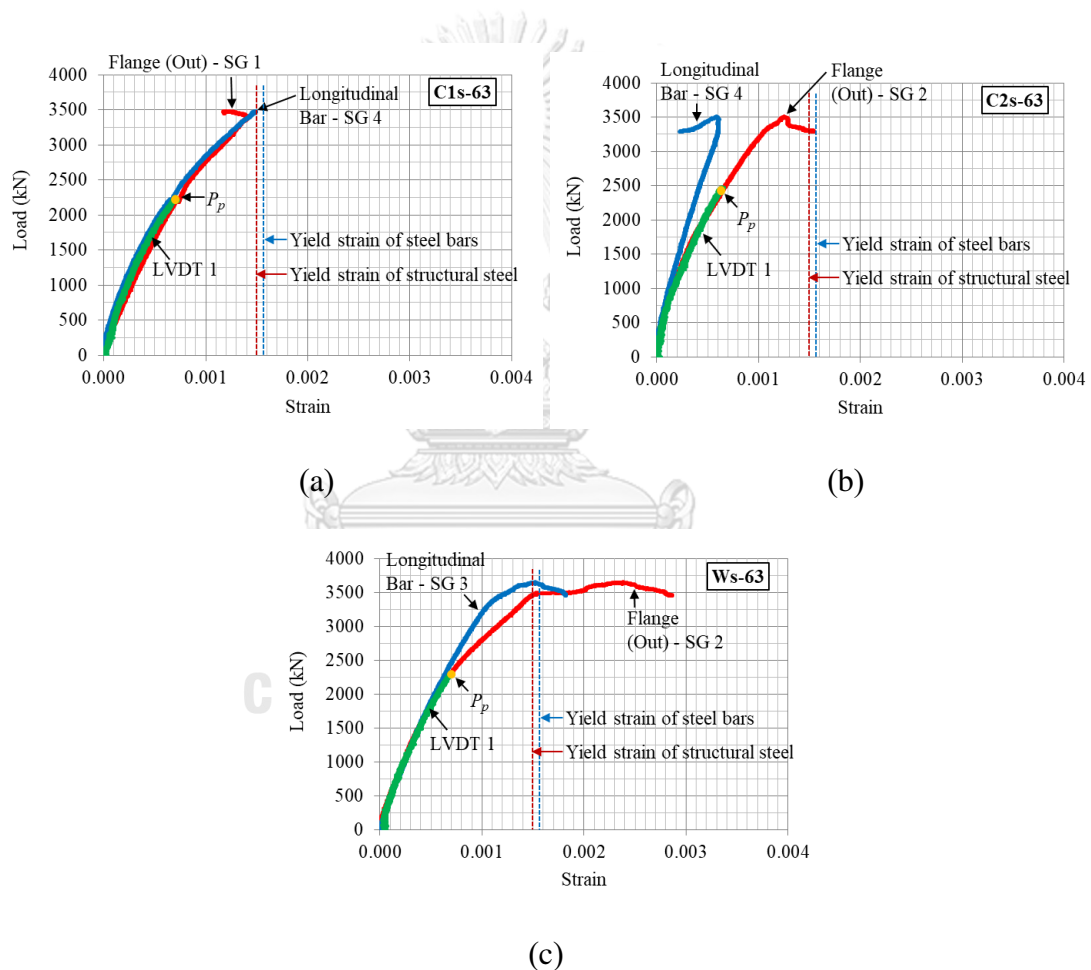 Flange (Out) - SG 1
4000
3500
3000
2500
2000
1500
1000
500
0
Load (kN)
C1s-63
Longitudinal
Bar - SG 4
Pp
LVDT 1
Yield strain of steel bars
Yield strain of structural steel
0.000 0.001 0.002 0.003 0.004
Strain
(a)
Longitudinal
Bar - SG 4
Flange
(Out) - SG 2
4000
3500
3000
2500
2000
1500
1000
500
0
Load (kN)
C2s-63
Pp
LVDT 1
Yield strain of steel bars
Yield strain of structural steel
0.000 0.001 0.002 0.003 0.004
Strain
(b)
4000
3500
3000
2500
2000
1500
1000
500
0
Load (kN)
Longitudinal
Bar - SG 3
Ws-63
Flange
(Out) - SG 2
Pp
LVDT 1
Yield strain of steel bars
Yield strain of structural steel
0.000 0.001 0.002 0.003 0.004
Strain
(c)